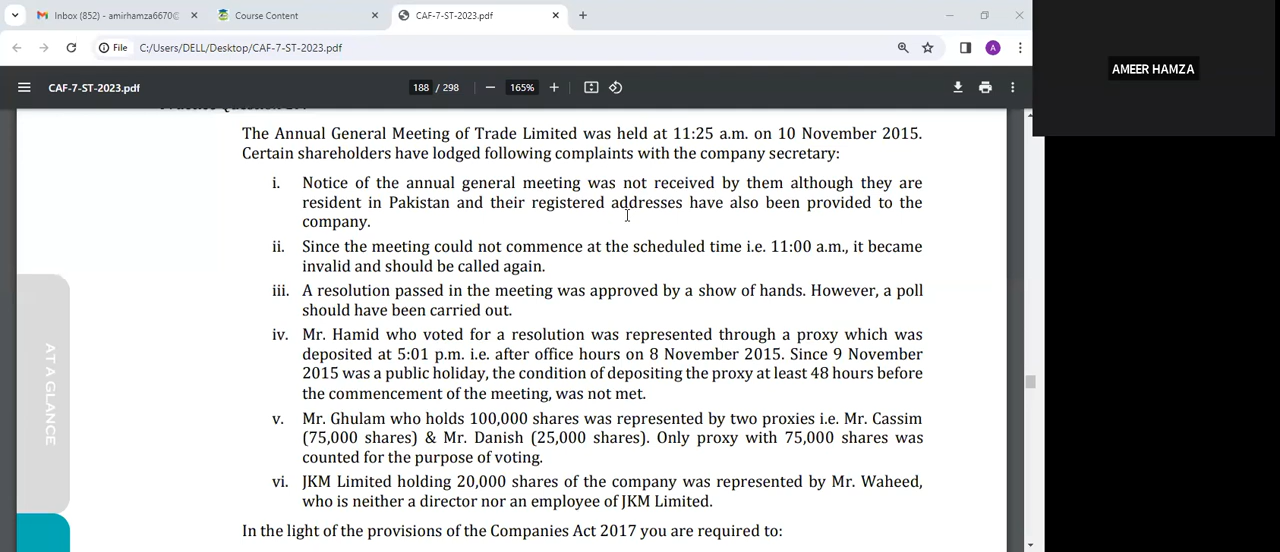 Inbox (852) - amirhamza6670@
Course Content
CAF-7-ST-2023.pdf
File C:/Users/DELL/Desktop/CAF-7-ST-2023.pdf
A
AMEER HAMZA
CAF-7-ST-2023.pdf
188 / 298
165%
The Annual General Meeting of Trade Limited was held at 11:25 a.m. on 10 November 2015.
Certain shareholders have lodged following complaints with the company secretary:
i. Notice of the annual general meeting was not received by them although they are
resident in Pakistan and their registered addresses have also been provided to the
company.
ii. Since the meeting could not commence at the scheduled time i.e. 11:00 a.m., it became
invalid and should be called again.
iii. A resolution passed in the meeting was approved by a show of hands. However, a poll
should have been carried out.
iv. Mr. Hamid who voted for a resolution was represented through a proxy which was
deposited at 5:01 p.m. i.e. after office hours on 8 November 2015. Since 9 November
2015 was a public holiday, the condition of depositing the proxy at least 48 hours before
the commencement of the meeting, was not met.
v. Mr. Ghulam who holds 100,000 shares was represented by two proxies i.e. Mr. Cassim
(75,000 shares) & Mr. Danish (25,000 shares). Only proxy with 75,000 shares was
counted for the purpose of voting.
vi. JKM Limited holding 20,000 shares of the company was represented by Mr. Waheed,
who is neither a director nor an employee of JKM Limited.
In the light of the provisions of the Companies Act 2017 you are required to:
AT A GLANCE